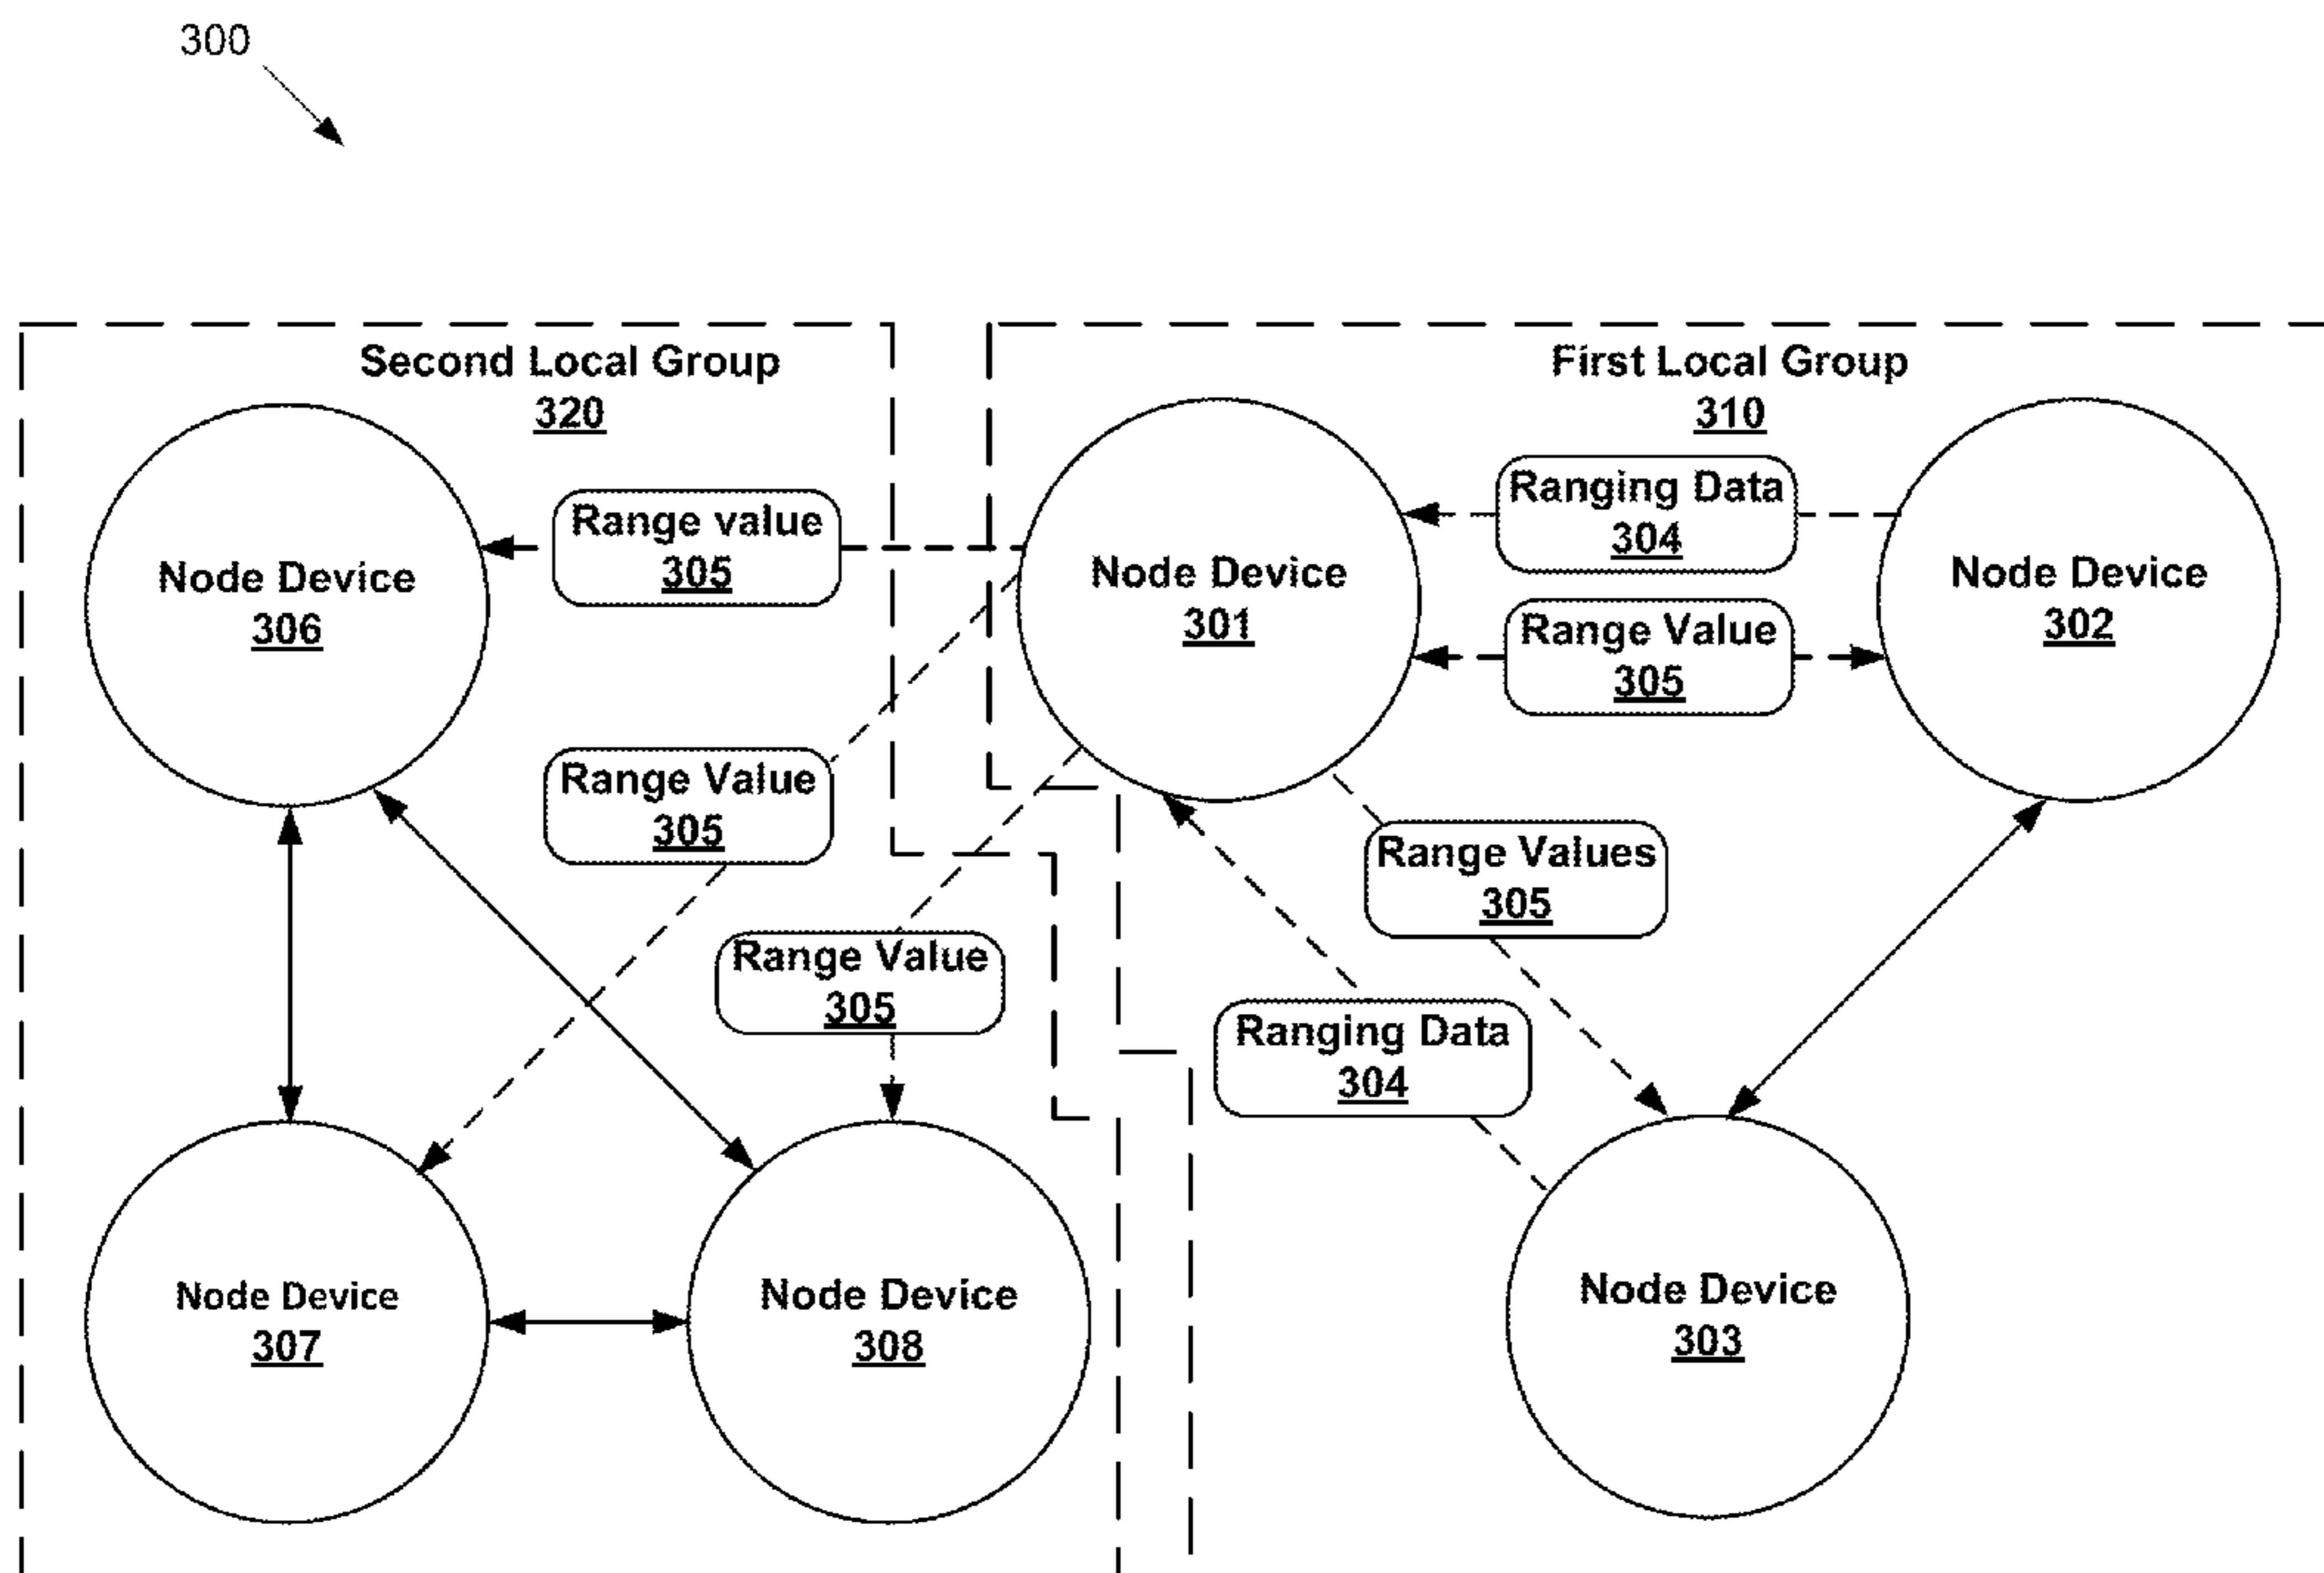 300
Second Local Group
320
First Local Group
310
Node Device
306
Range value
305
Node Device
301
Ranging Data
304
Range Value
305
Node Device
302
Range Value
305
Range Value
305
Range Values
305
Ranging Data
304
Node Device
307
Node Device
308
Node Device
303